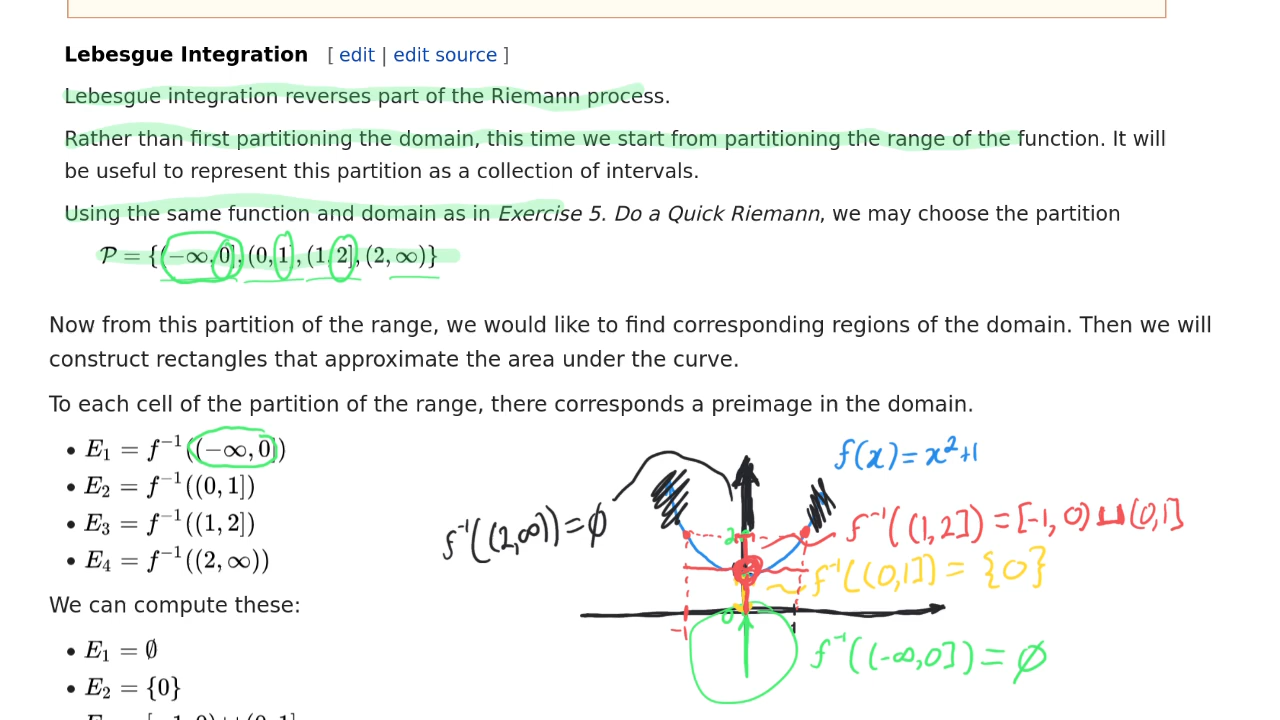 Lebesgue Integration [ edit | edit source ]
Lebesgue integration reverses part of the Riemann process.
Rather than first partitioning the domain, this time we start from partitioning the range of the function. It will
be useful to represent this partition as a collection of intervals.
Using the same function and domain as in Exercise 5. Do a Quick Riemann, we may choose the partition
𝒫 = {(−∞, 0], (0, 1], (1, 2], (2, ∞)}
Now from this partition of the range, we would like to find corresponding regions of the domain. Then we will
construct rectangles that approximate the area under the curve.
To each cell of the partition of the range, there corresponds a preimage in the domain.
• E₁ = f⁻¹((−∞, 0])
• E₂ = f⁻¹((0, 1])
• E₃ = f⁻¹((1, 2])
• E₄ = f⁻¹((2, ∞))
We can compute these:
• E₁ = ∅
• E₂ = {0}
f(x) = x²+1
f⁻¹((2,∞)) = ∅
2
f⁻¹((1,2]) = [-1, 0) ⊔ (0,1]
f⁻¹((0,1]) = {0}
0
-1
1
f⁻¹((-∞,0]) = ∅